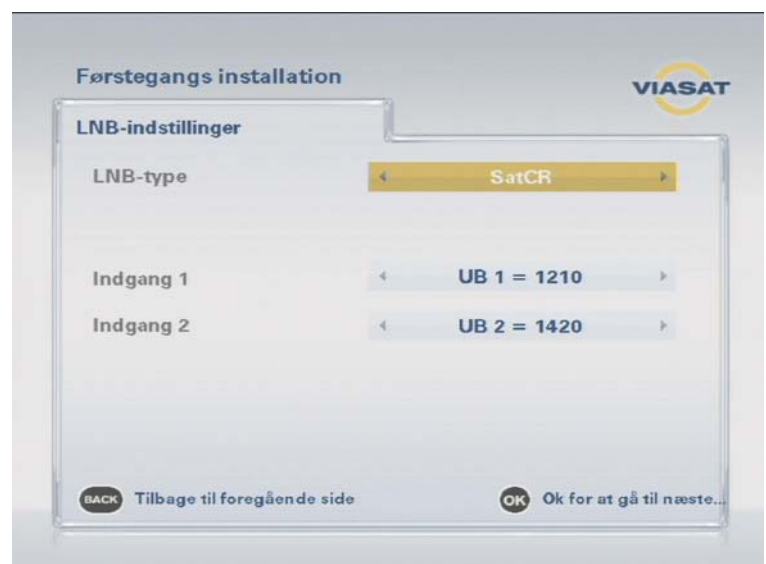 Førstegangs installation
VIASAT
LNB-indstillinger
LNB-type SatCR
Indgang 1 UB 1 = 1210
Indgang 2 UB 2 = 1420
BACK Tilbage til foregående side OK Ok for at gå til næste...